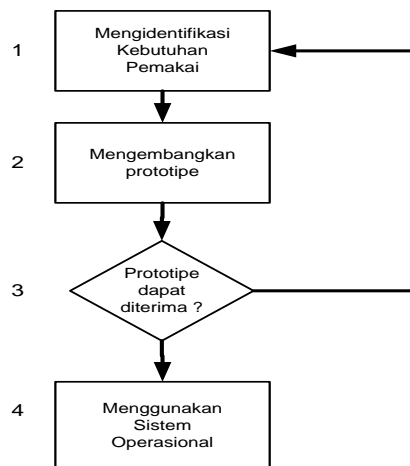 1
Mengidentifikasi
Kebutuhan
Pemakai
2
Mengembangkan
prototipe
3
Prototipe
dapat
diterima ?
4
Menggunakan
Sistem
Operasional